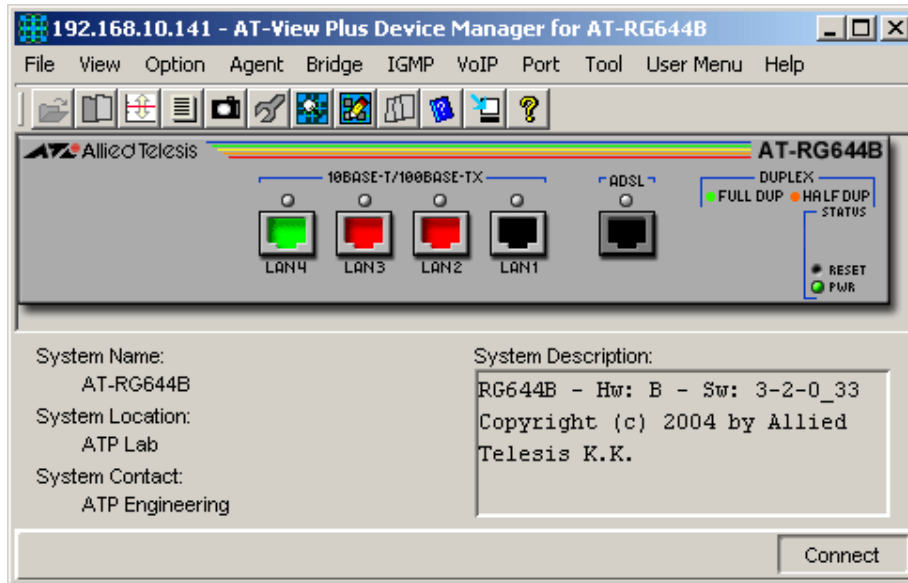 192.168.10.141 - AT-View Plus Device Manager for AT-RG644B
File View Option Agent Bridge IGMP VoIP Port Tool User Menu Help
Allied Telesis
AT-RG644B
10BASE-T/100BASE-TX
ADSL
DUPLEX
FULL DUP HALF DUP
STATUS
LAN4 LAN3 LAN2 LAN1
RESET
PWR
System Name:
AT-RG644B
System Location:
ATP Lab
System Contact:
ATP Engineering
System Description:
RG644B - Hw: B - Sw: 3-2-0_33
Copyright (c) 2004 by Allied
Telesis K.K.
Connect